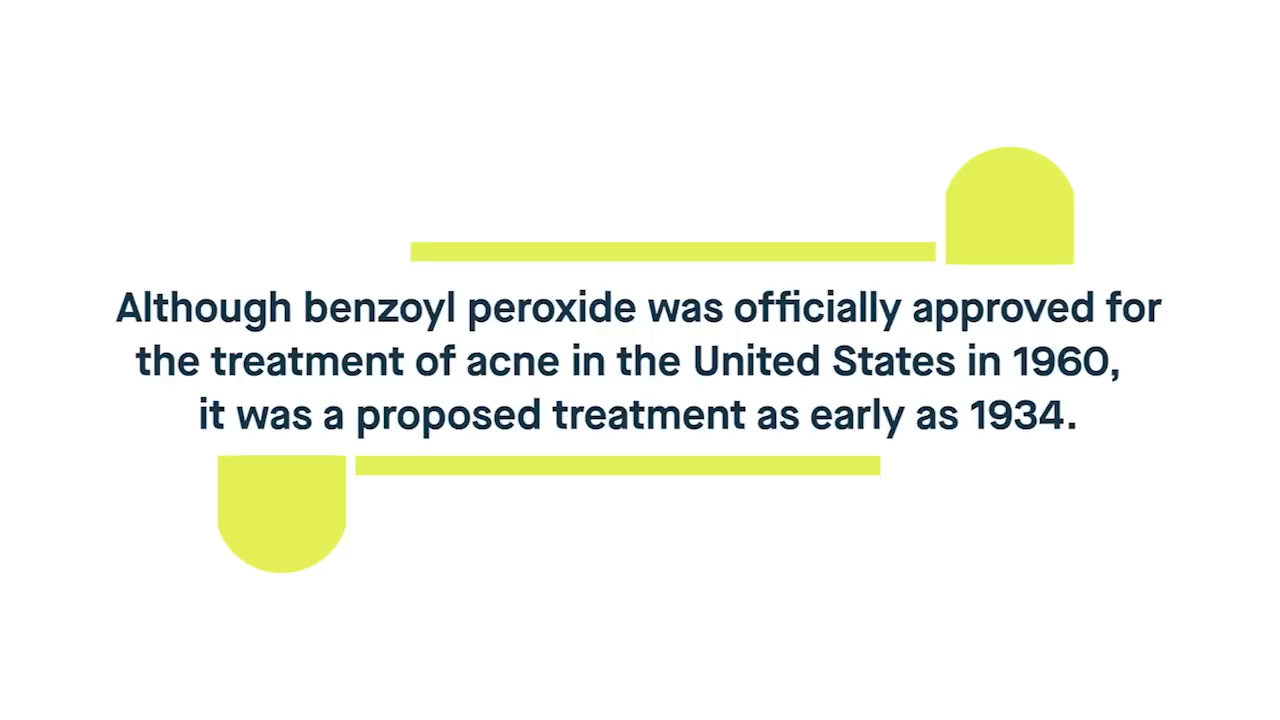 Although benzoyl peroxide was officially approved for
the treatment of acne in the United States in 1960,
it was a proposed treatment as early as 1934.